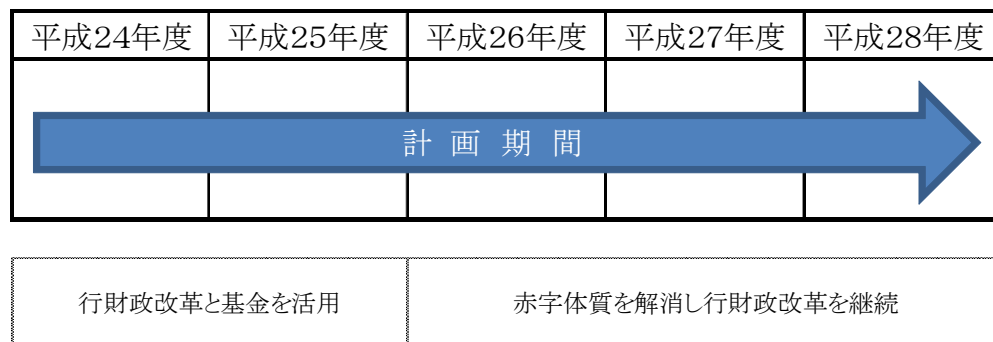 平成24年度 平成25年度 平成26年度 平成27年度 平成28年度
計画期間
行財政改革と基金を活用 赤字体質を解消し行財政改革を継続